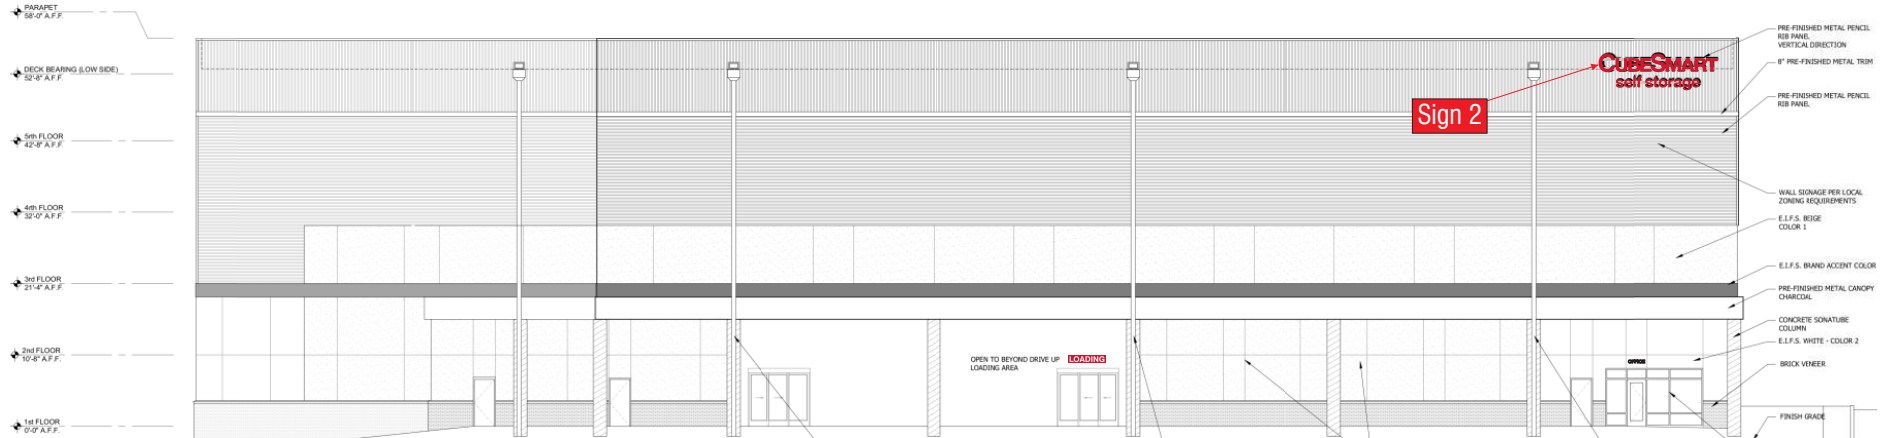 PARAPET
58'-0" A.F.F.
DECK BEARING (LOW SIDE)
52'-8" A.F.F.
5th FLOOR
42'-8" A.F.F.
4th FLOOR
32'-0" A.F.F.
3rd FLOOR
21'-4" A.F.F.
2nd FLOOR
10'-8" A.F.F.
1st FLOOR
0'-0" A.F.F.
CUBESMART
self storage
Sign 2
OPEN TO BEYOND DRIVE UP
LOADING AREA
LOADING
OFFICE
PRE-FINISHED METAL PENCIL
RIB PANEL
VERTICAL DIRECTION
8" PRE-FINISHED METAL TRIM
PRE-FINISHED METAL PENCIL
RIB PANEL
WALL SIGNAGE PER LOCAL
ZONING REQUIREMENTS
E.I.F.S. BEIGE
COLOR 1
E.I.F.S. BRAND ACCENT COLOR
PRE-FINISHED METAL CANOPY
CHARCOAL
CONCRETE SONATUBE
COLUMN
E.I.F.S. WHITE - COLOR 2
BRICK VENEER
FINISH GRADE